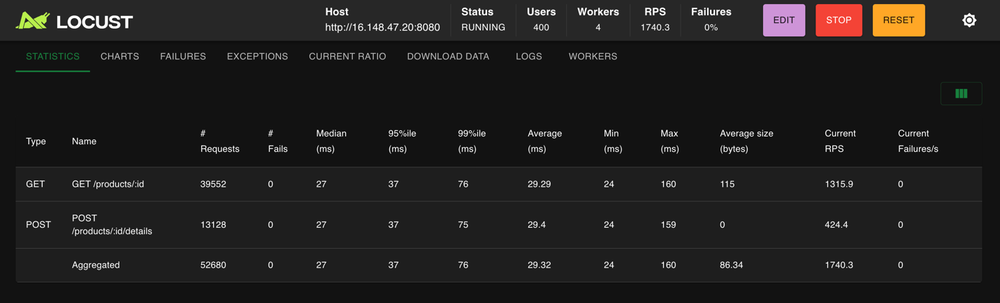 LOCUST
Host
http://16.148.47.20:8080
Status
RUNNING
Users
400
Workers
4
RPS
1740.3
Failures
0%
EDIT
STOP
RESET
STATISTICS CHARTS FAILURES EXCEPTIONS CURRENT RATIO DOWNLOAD DATA LOGS WORKERS
Type
Name
#
Requests
#
Fails
Median
(ms)
95%ile
(ms)
99%ile
(ms)
Average
(ms)
Min
(ms)
Max
(ms)
Average size
(bytes)
Current
RPS
Current
Failures/s
GET GET /products/:id 39552 0 27 37 76 29.29 24 160 115 1315.9 0
POST
POST
/products/:id/details
13128 0 27 37 75 29.4 24 159 0 424.4 0
Aggregated 52680 0 27 37 76 29.32 24 160 86.34 1740.3 0